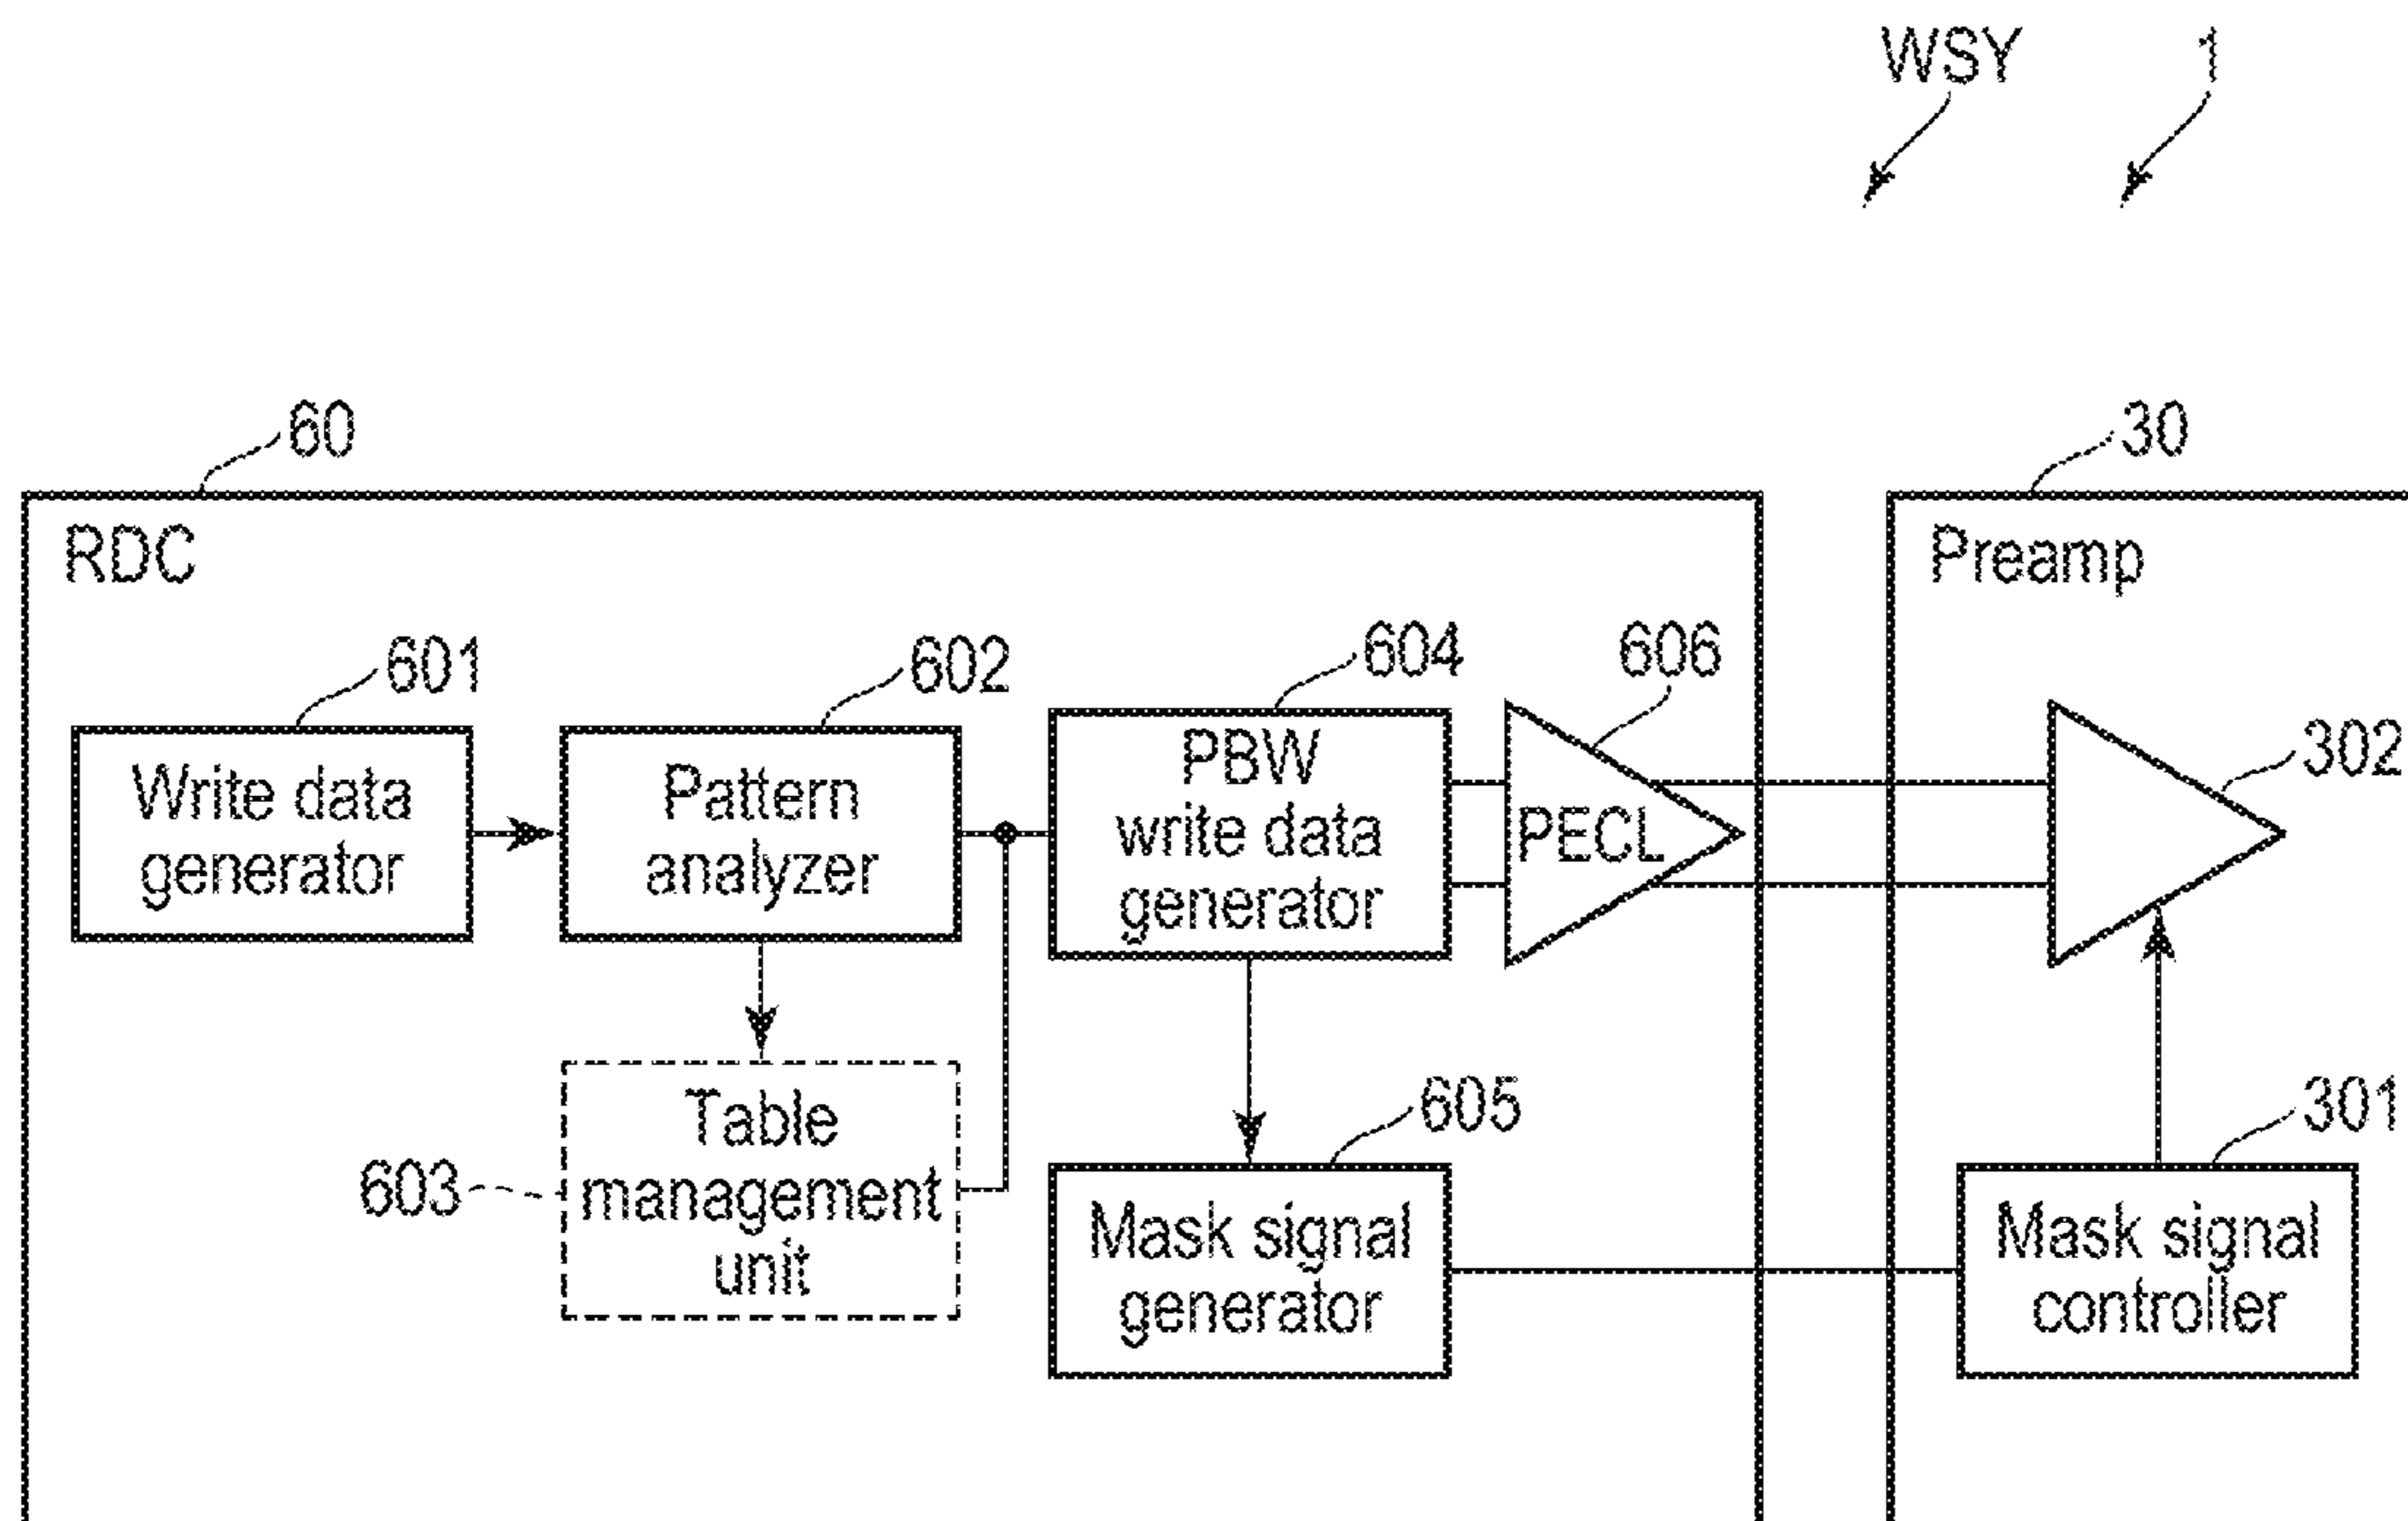 WSY
1
60
30
RDC
Preamp
601
602
604
606
302
Write data
generator
Pattern
analyzer
PBW
write data
generator
PECL
603
Table
management
unit
605
301
Mask signal
generator
Mask signal
controller